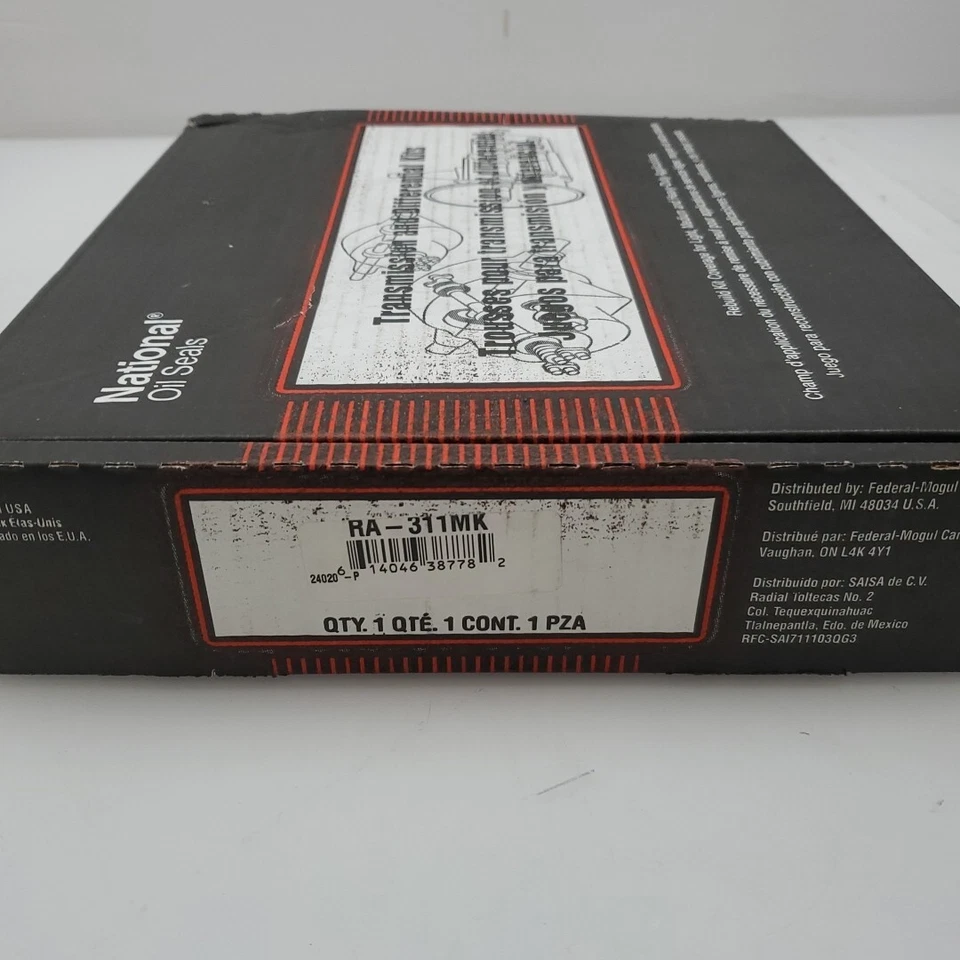 National®
Oil Seals
Transmission and Differential Kits
Trousses pour transmission et différentiel
Juegos para transmisión y diferencial
Rebuild Kit Coverage for Light, Medium and Heavy Duty
Champ d'application du nécessaire de remise à neuf pour
Juego para reconstrucción con
USA
États-Unis
en los E.U.A.
RA-311MK
6 14046 38778 2
24020-P
QTY. 1 QTÉ. 1 CONT. 1 PZA
Distributed by: Federal-Mogul
Southfield, MI 48034 U.S.A.
Distribué par: Federal-Mogul
Vaughan, ON L4K 4Y1
Distribuido por: SAISA de C.V.
Radial Toltecas No. 2
Col. Tequexquinahuac
Tlalnepantla, Edo. de Mexico
RFC-SAI711103QG3